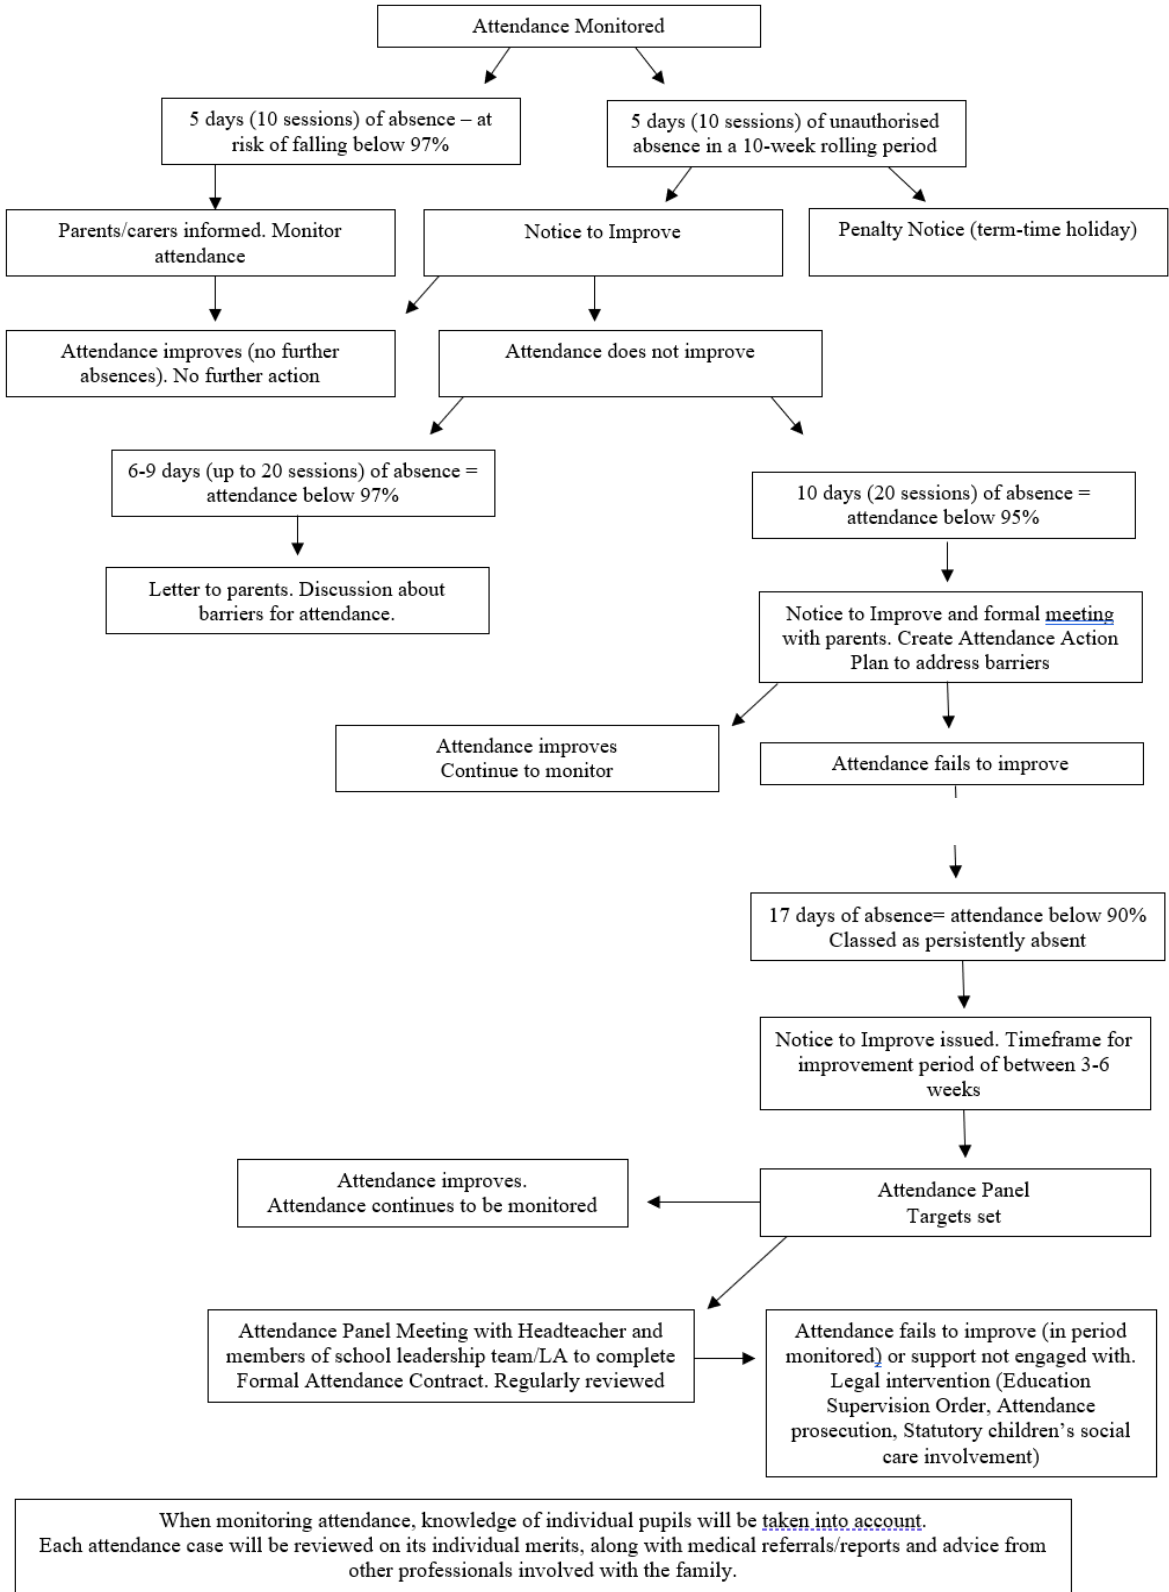 Attendance Monitored
5 days (10 sessions) of absence – at
risk of falling below 97%
5 days (10 sessions) of unauthorised
absence in a 10-week rolling period
Parents/carers informed. Monitor
attendance
Notice to Improve
Penalty Notice (term-time holiday)
Attendance improves (no further
absences). No further action
Attendance does not improve
6-9 days (up to 20 sessions) of absence =
attendance below 97%
10 days (20 sessions) of absence =
attendance below 95%
Letter to parents. Discussion about
barriers for attendance.
Notice to Improve and formal meeting
with parents. Create Attendance Action
Plan to address barriers
Attendance improves
Continue to monitor
Attendance fails to improve
17 days of absence= attendance below 90%
Classed as persistently absent
Notice to Improve issued. Timeframe for
improvement period of between 3-6
weeks
Attendance improves.
Attendance continues to be monitored
Attendance Panel
Targets set
Attendance Panel Meeting with Headteacher and
members of school leadership team/LA to complete
Formal Attendance Contract. Regularly reviewed
Attendance fails to improve (in period
monitored) or support not engaged with.
Legal intervention (Education
Supervision Order, Attendance
prosecution, Statutory children’s social
care involvement)
When monitoring attendance, knowledge of individual pupils will be taken into account.
Each attendance case will be reviewed on its individual merits, along with medical referrals/reports and advice from
other professionals involved with the family.